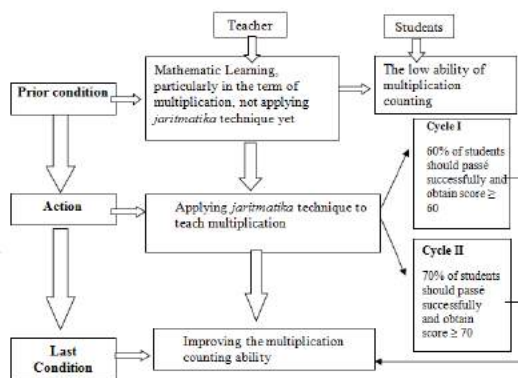 Teacher
Students
Prior condition
Mathematic Learning,
particularly in the term of
multiplication, not applying
jaritmatika technique yet
The low ability of
multiplication
counting
Cycle I
60% of students
should passé
successfully and
obtain score ≥
60
Action
Applying jaritmatika technique to
teach multiplication
Cycle II
70% of students
should passé
successfully
and obtain
score ≥ 70
Last
Condition
Improving the multiplication
counting ability